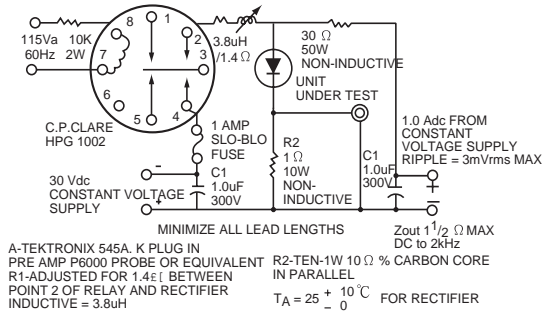 8
1
115Va
60Hz
10K
2W
7
2
3
6
5
4
3.8uH
/1.4 Ω
30 Ω
50W
NON-INDUCTIVE
UNIT
UNDER TEST
C.P.CLARE
HPG 1002
1 AMP
SLO-BLO
FUSE
R2
1 Ω
10W
NON-
INDUCTIVE
C1
1.0uF
300V
1.0 Adc FROM
CONSTANT
VOLTAGE SUPPLY
RIPPLE = 3mVrms MAX
-
30 Vdc
CONSTANT VOLTAGE
SUPPLY
+
C1
1.0uF
300V
+
−
MINIMIZE ALL LEAD LENGTHS
Zout 1 1/2 Ω MAX
DC to 2kHz
A-TEKTRONIX 545A. K PLUG IN
PRE AMP P6000 PROBE OR EQUIVALENT
R1-ADJUSTED FOR 1.4£[ BETWEEN
POINT 2 OF RELAY AND RECTIFIER
INDUCTIVE = 3.8uH
R2-TEN-1W 10 Ω % CARBON CORE
IN PARALLEL
TA = 25 + 10 °C
− 0
FOR RECTIFIER